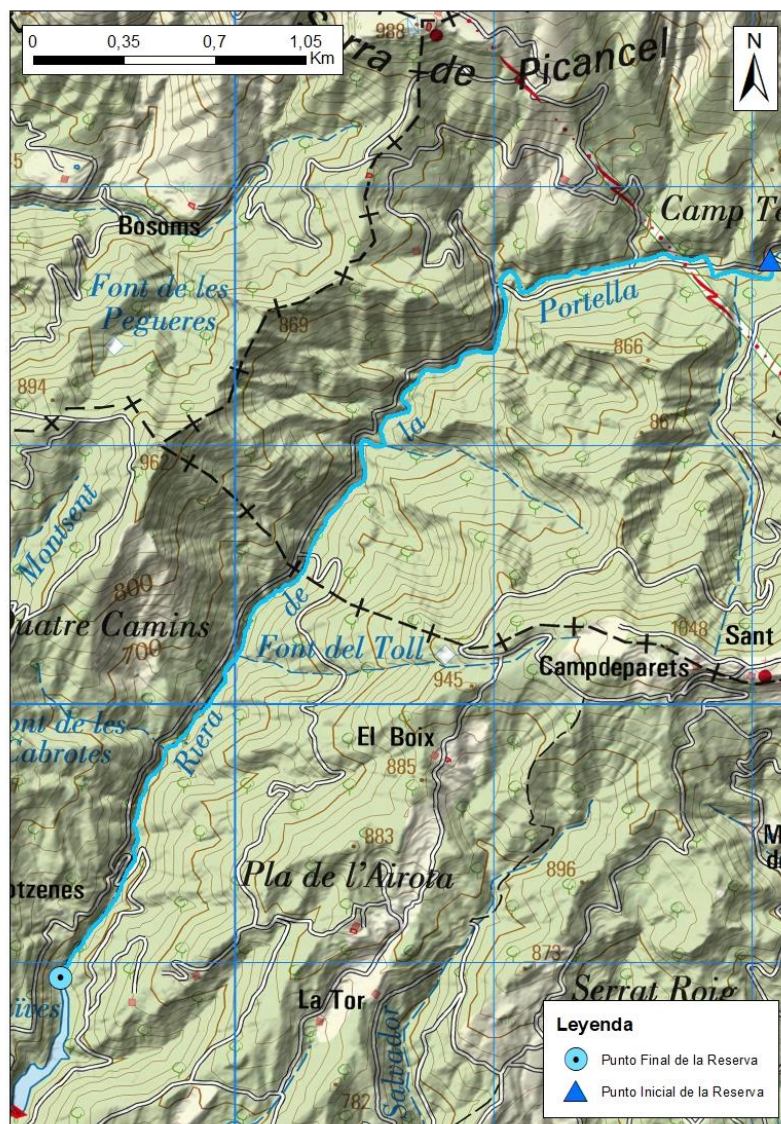 0 0,35 0,7 1,05
Km
N
988
Serra de Picancel
Bosoms
Camp
Font de les
Pegueres
Portella
869
866
867
894
la
962
Montsent
800
700
de
Quatre Camins
Font del Toll
1048
Sant
Campdeparets
945
Font de les
Cabrotes
Riera
El Boix
885
883
Pla de l'Airota
896
otzenes
873
La Tor
Serrat Roig
Salvador
782
Leyenda
Punto Final de la Reserva
Punto Inicial de la Reserva